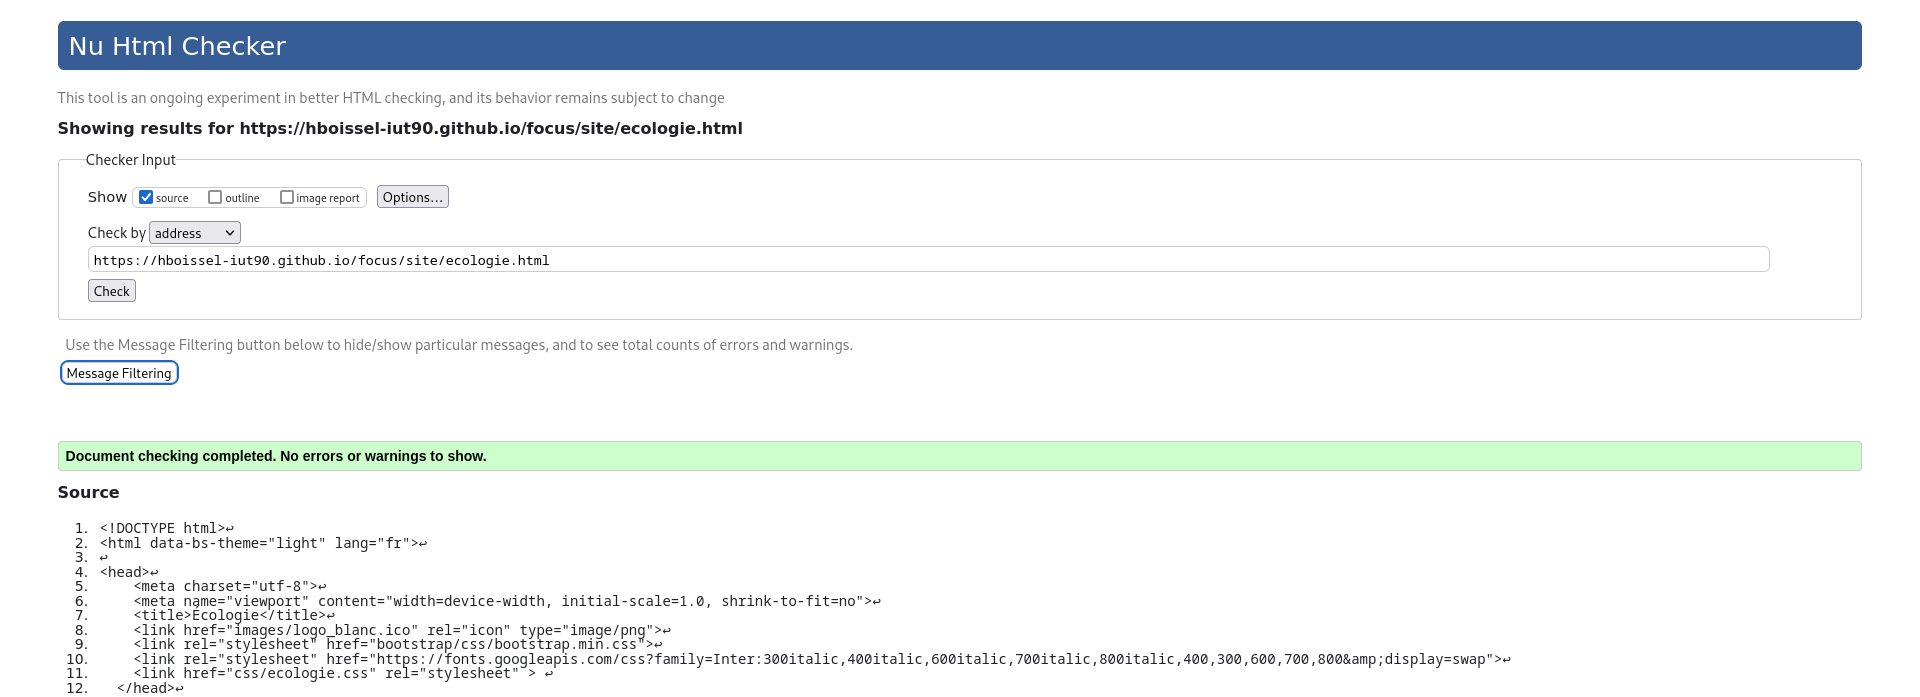 Nu Html Checker
This tool is an ongoing experiment in better HTML checking, and its behavior remains subject to change
Showing results for https://hboissel-iut90.github.io/focus/site/ecologie.html
Checker Input
Show source outline image report Options...
Check by address
https://hboissel-iut90.github.io/focus/site/ecologie.html
Check
Use the Message Filtering button below to hide/show particular messages, and to see total counts of errors and warnings.
Message Filtering
Document checking completed. No errors or warnings to show.
Source
1. <!DOCTYPE html>↩
2. <html data-bs-theme="light" lang="fr">↩
3. ↩
4. <head>↩
5.     <meta charset="utf-8">↩
6.     <meta name="viewport" content="width=device-width, initial-scale=1.0, shrink-to-fit=no">↩
7.     <title>Écologie</title>↩
8.     <link href="images/logo_blanc.ico" rel="icon" type="image/png">↩
9.     <link rel="stylesheet" href="bootstrap/css/bootstrap.min.css">↩
10.     <link rel="stylesheet" href="https://fonts.googleapis.com/css?family=Inter:300italic,400italic,600italic,700italic,800italic,400,300,600,700,800&amp;display=swap">↩
11.     <link href="css/ecologie.css" rel="stylesheet" > ↩
12.   </head>↩